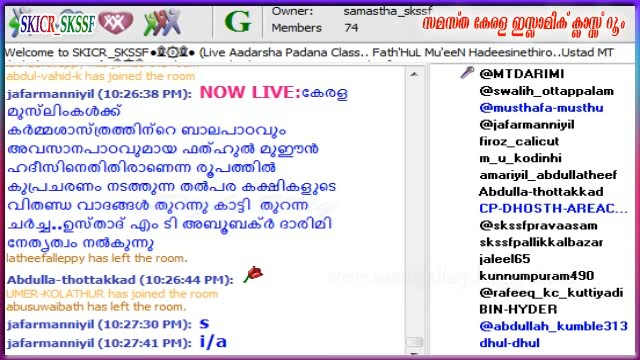 SKICR_SKSSF
G
Owner: samastha_skssf
Members 74
സമസ്ത കേരള ഇസ്ലാമിക് ക്ലാസ്സ് റൂം
Welcome to SKICR_SKSSF●۩۞۩● (Live Aadarsha Padana Class.. Fath'HuL Mu'eeN Hadeesinethiro..Ustad MT
abdul-vahid-k has joined the room
jafarmanniyil (10:26:38 PM): NOW LIVE:കേരള
മുസ്ലിംകൾക്ക്
കർമ്മശാസ്ത്രത്തിന്റെ ബാലപാഠവും
അവസാനപാഠവുമായ ഫത്ഹുൽ മുഈൻ
ഹദീസിനെതിതിരാണെന്ന രൂപത്തിൽ
കുപ്രചരണം നടത്തുന്ന തൽപര കക്ഷികളുടെ
വിതണ്ഡ വാദങ്ങൾ തുറന്നു കാട്ടി തുറന്ന
ചർച്ച..ഉസ്താദ് എം ടി അബൂബക്ർ ദാരിമി
നേതൃത്വം നൽകുന്നു
latheefalleppy has left the room.
Abdulla-thottakkad (10:26:44 PM):
UMER-KOLATHUR has joined the room
abusuwaibath has left the room.
jafarmanniyil (10:27:30 PM): s
jafarmanniyil (10:27:41 PM): i/a
@MTDARIMI
@swalih_ottappalam
@musthafa-musthu
@jafarmanniyil
firoz_calicut
m_u_kodinhi
amariyil_abdullatheef
Abdulla-thottakkad
CP-DHOSTH-AREAC...
@skssfpravaasam
skssfpallikkalbazar
jaleel65
kunnumpuram490
@rafeeq_kc_kuttiyadi
BIN-HYDER
@abdullah_kumble313
dhul-dhul